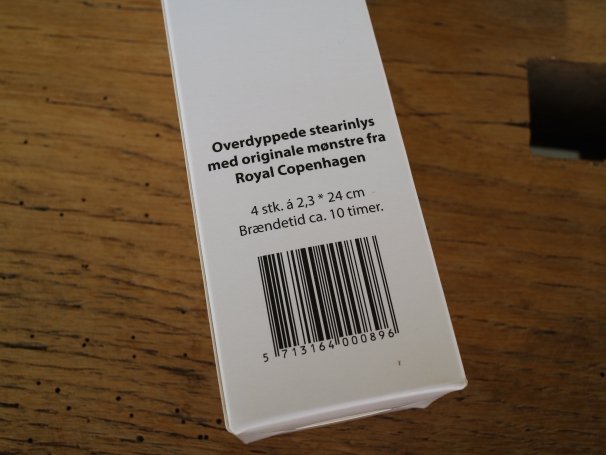 Overdyppede stearinlys
med originale mønstre fra
Royal Copenhagen
4 stk. á 2,3 * 24 cm
Brændetid ca. 10 timer.
5 713164 000896